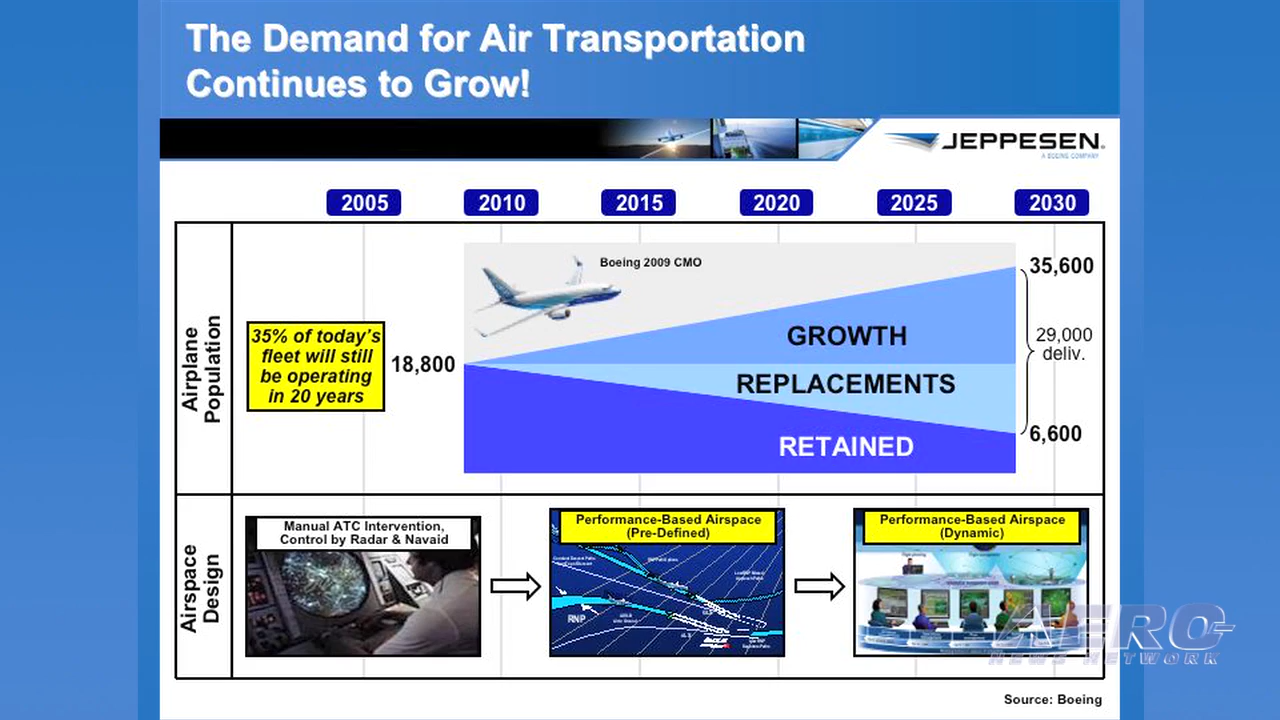 The Demand for Air Transportation
Continues to Grow!
JEPPESEN
A BOEING COMPANY
2005
2010
2015
2020
2025
2030
Airplane
Population
35% of today's
fleet will still
be operating
in 20 years
18,800
Boeing 2009 CMO
GROWTH
REPLACEMENTS
RETAINED
35,600
29,000
deliv.
6,600
Airspace
Design
Manual ATC Intervention,
Control by Radar & Navaid
Performance-Based Airspace
(Pre-Defined)
RNP
Performance-Based Airspace
(Dynamic)
AERO
NEWS NETWORK
Source: Boeing